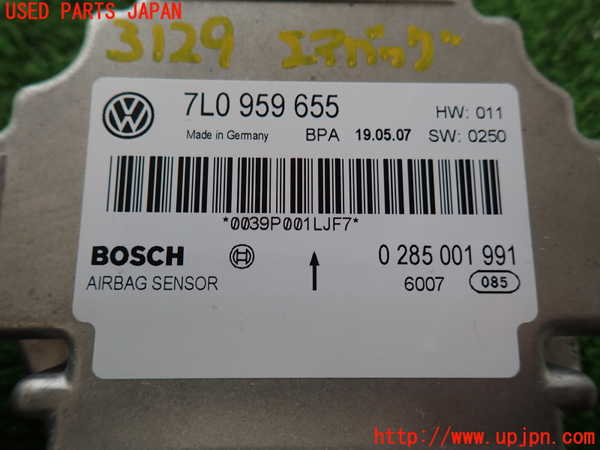 USED PARTS JAPAN
3129 エアバッグ
7L0 959 655
HW: 011
Made in Germany BPA 19.05.07 SW: 0250
*0039P001LJF7*
BOSCH 0 285 001 991
AIRBAG SENSOR 6007 085
http://www.upjpn.com/